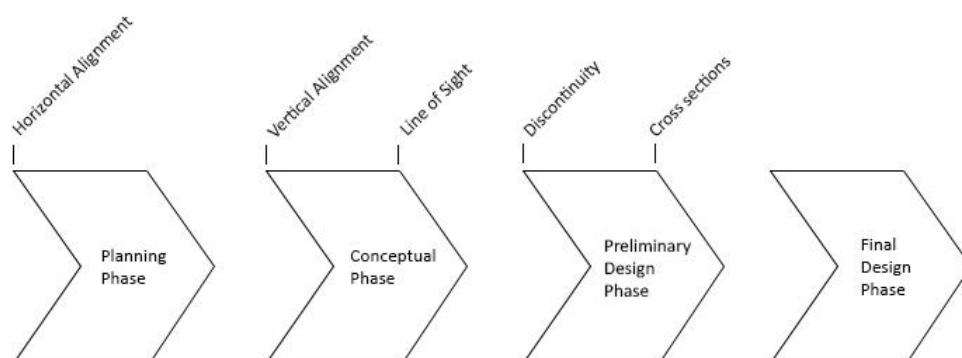 Horizontal Alignment
Vertical Alignment
Line of Sight
Discontinuity
Cross sections
Planning
Phase
Conceptual
Phase
Preliminary
Design
Phase
Final
Design
Phase